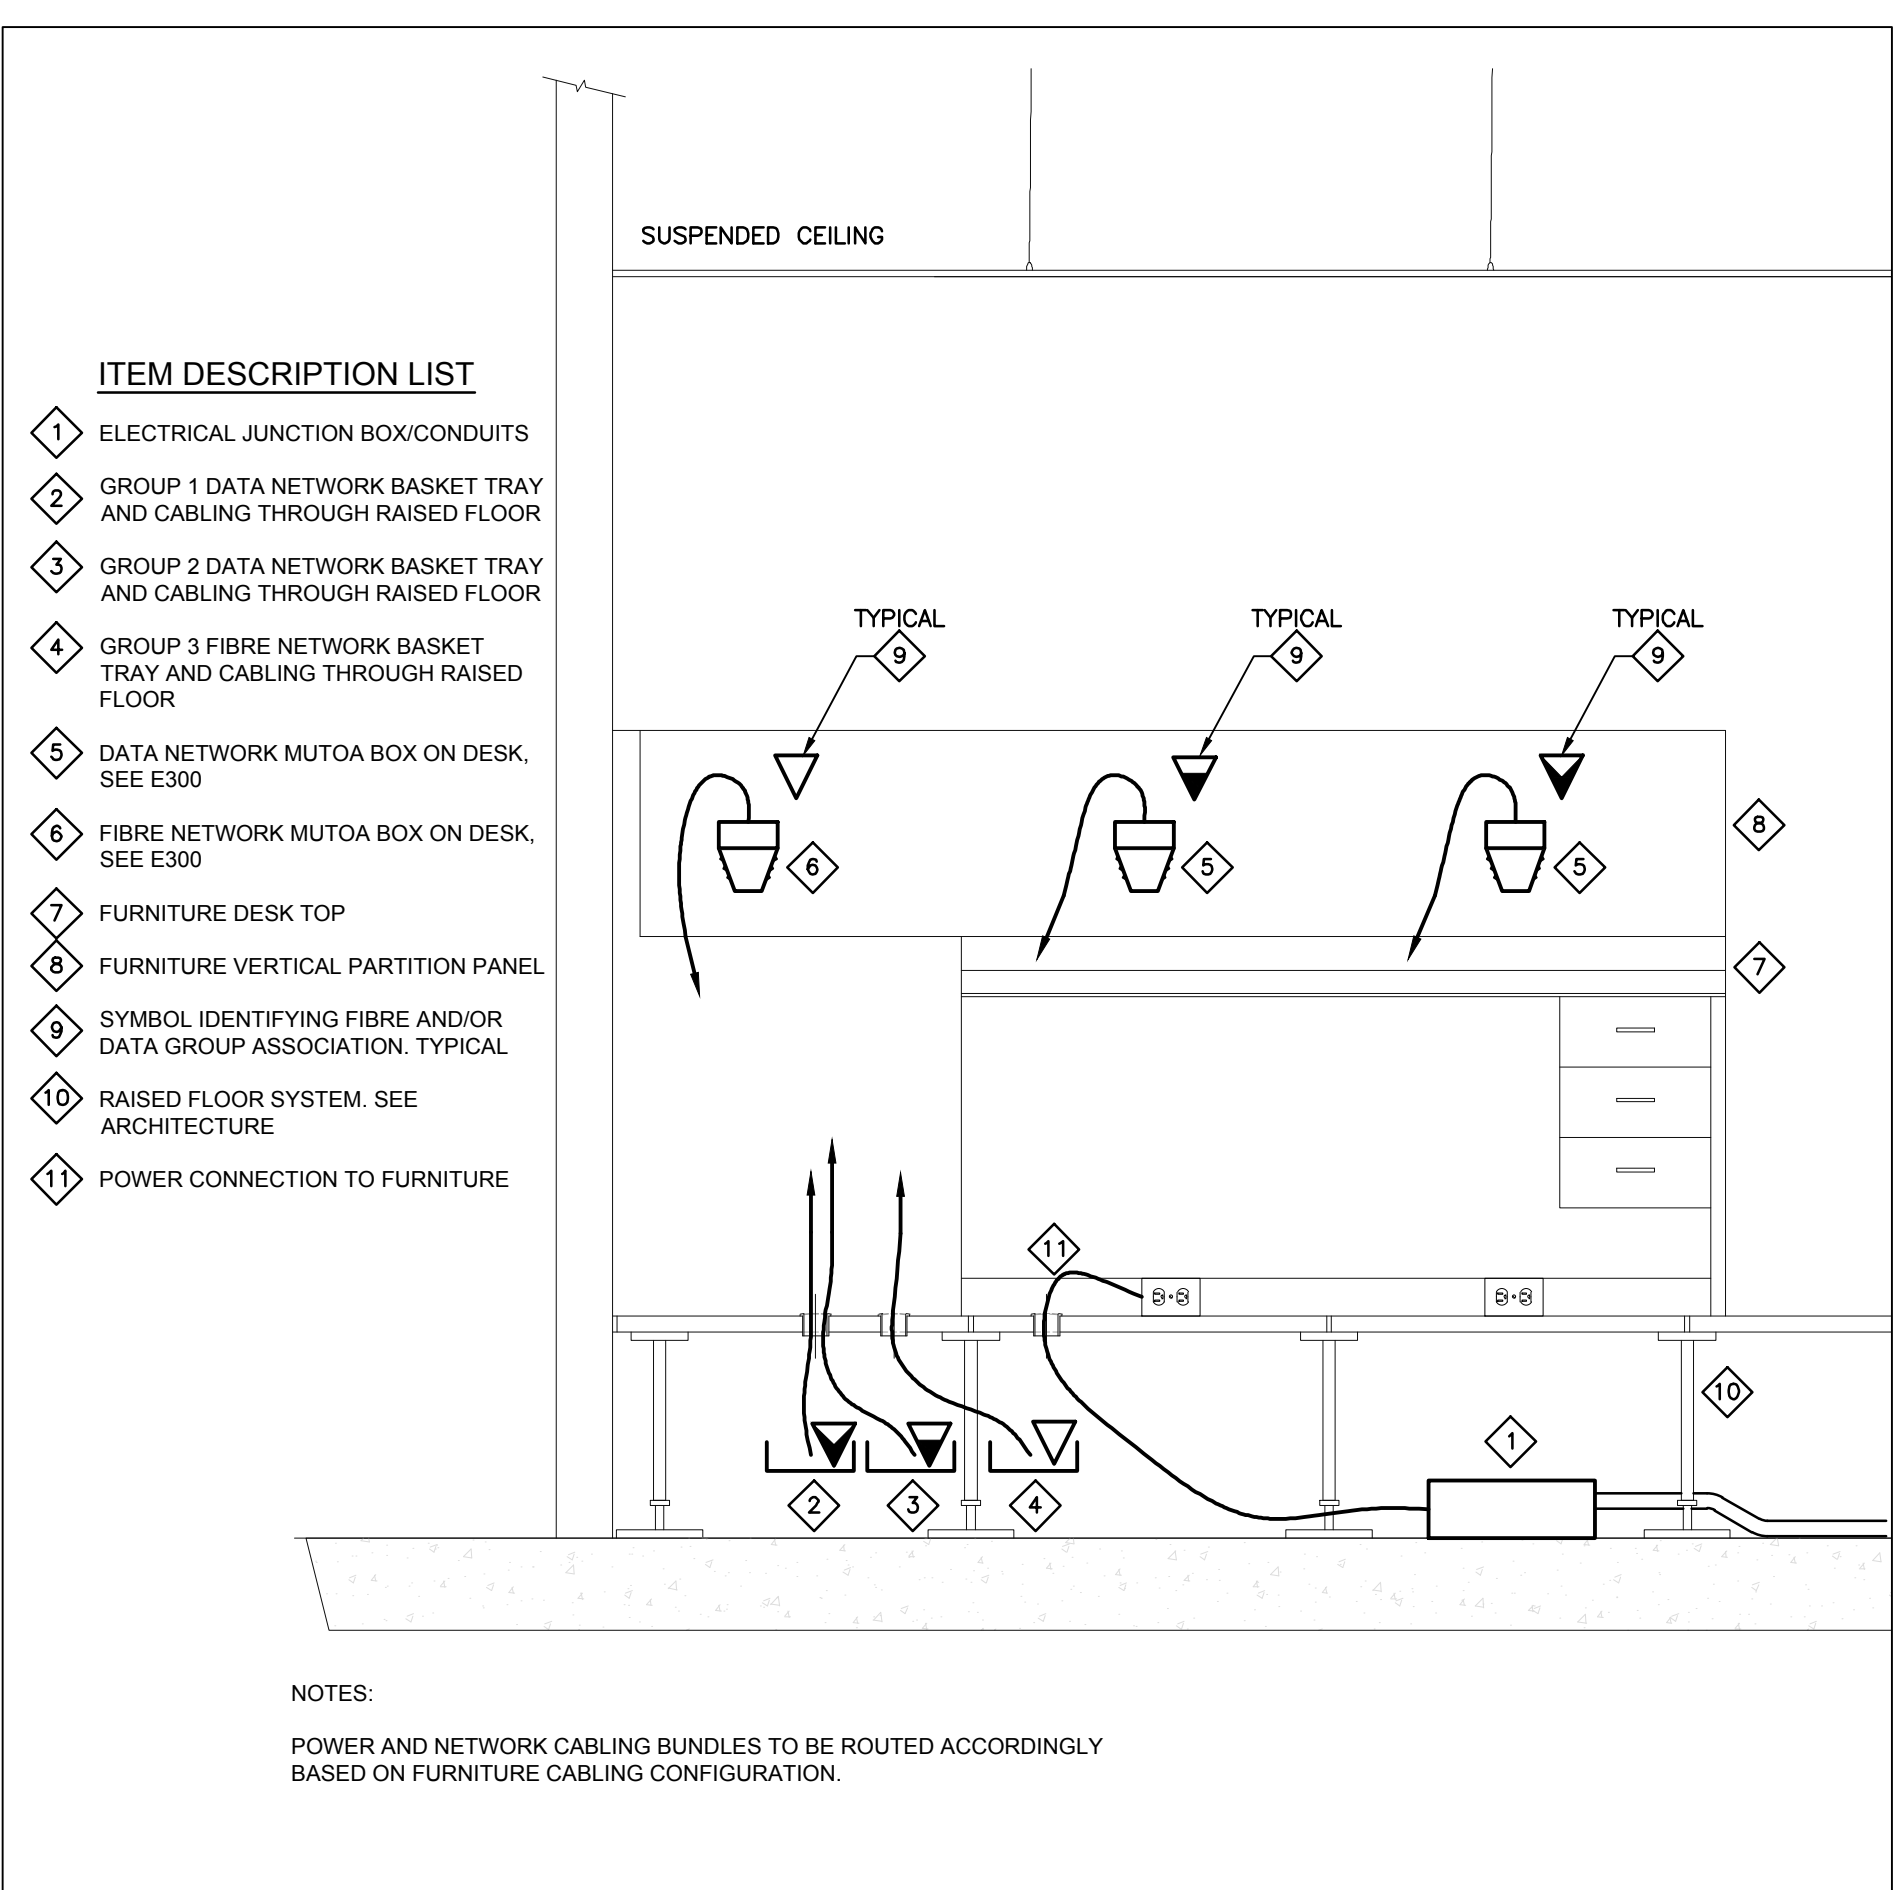 SUSPENDED CEILING
ITEM DESCRIPTION LIST
1 ELECTRICAL JUNCTION BOX/CONDUITS
2 GROUP 1 DATA NETWORK BASKET TRAY
AND CABLING THROUGH RAISED FLOOR
3 GROUP 2 DATA NETWORK BASKET TRAY
AND CABLING THROUGH RAISED FLOOR
4 GROUP 3 FIBRE NETWORK BASKET
TRAY AND CABLING THROUGH RAISED
FLOOR
5 DATA NETWORK MUTOA BOX ON DESK,
SEE E300
6 FIBRE NETWORK MUTOA BOX ON DESK,
SEE E300
7 FURNITURE DESK TOP
8 FURNITURE VERTICAL PARTITION PANEL
9 SYMBOL IDENTIFYING FIBRE AND/OR
DATA GROUP ASSOCIATION. TYPICAL
10 RAISED FLOOR SYSTEM. SEE
ARCHITECTURE
11 POWER CONNECTION TO FURNITURE
TYPICAL TYPICAL TYPICAL
9 9 9
8
6 5 5
7
11
10
1
2 3 4
NOTES:
POWER AND NETWORK CABLING BUNDLES TO BE ROUTED ACCORDINGLY
BASED ON FURNITURE CABLING CONFIGURATION.